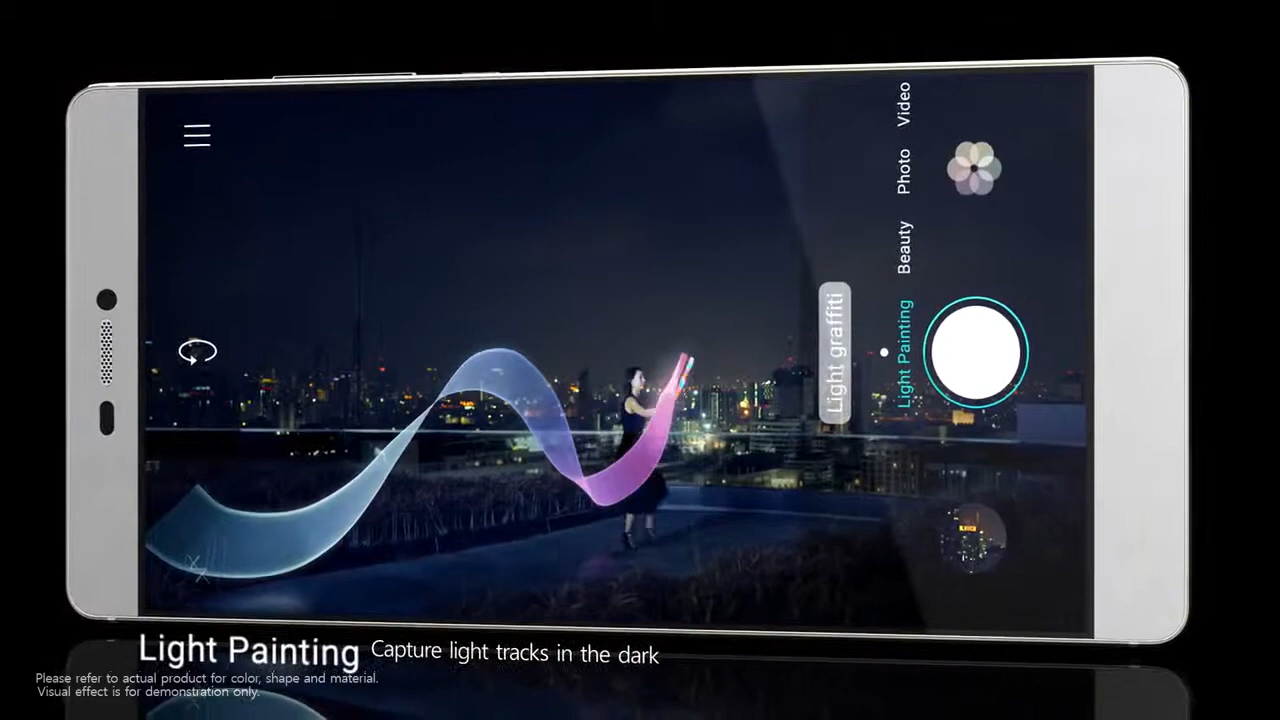 Video
Photo
Beauty
Light Painting
Light graffiti
Light Painting Capture light tracks in the dark
Please refer to actual product for color, shape and material.
Visual effect is for demonstration only.